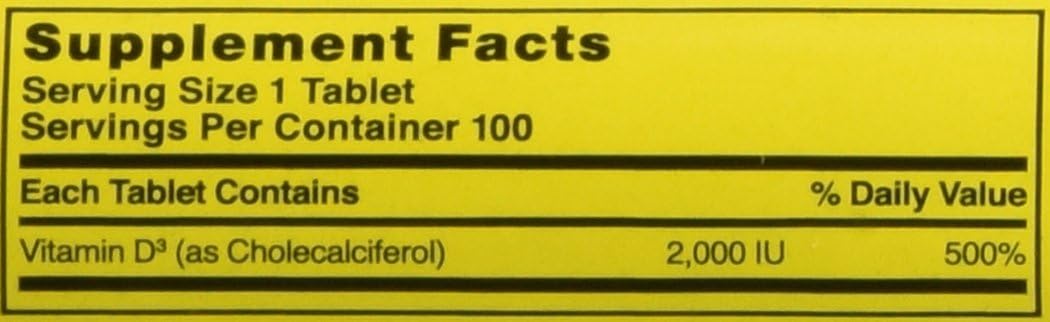 Supplement Facts
Serving Size 1 Tablet
Servings Per Container 100
Each Tablet Contains % Daily Value
Vitamin D³ (as Cholecalciferol) 2,000 IU 500%